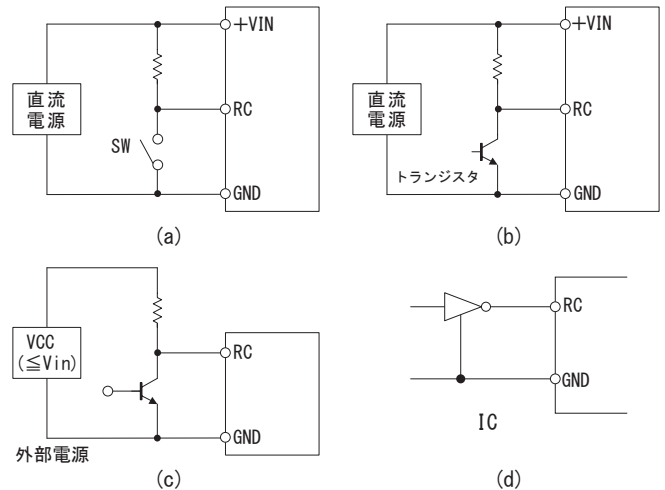 +VIN
直流
電源
RC
SW
GND
(a)
+VIN
直流
電源
RC
トランジスタ
GND
(b)
VCC
(≦Vin)
RC
GND
外部電源
(c)
RC
GND
IC
(d)